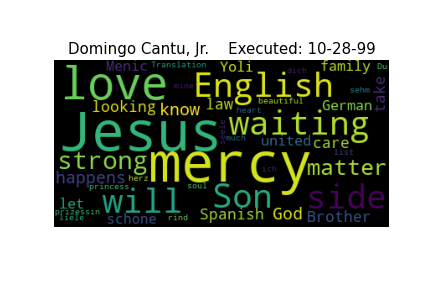 Domingo Cantu, Jr.    Executed: 10-28-99
Menic Translation Yoli family Du
love English mine dich sehm take
looking know law beautiful German
Jesus seele heart waiting
much united care
strong mercy list matter
happens herz ich
princess soul
let will Son side
prizessin schone rind Spanish God Brother
liele